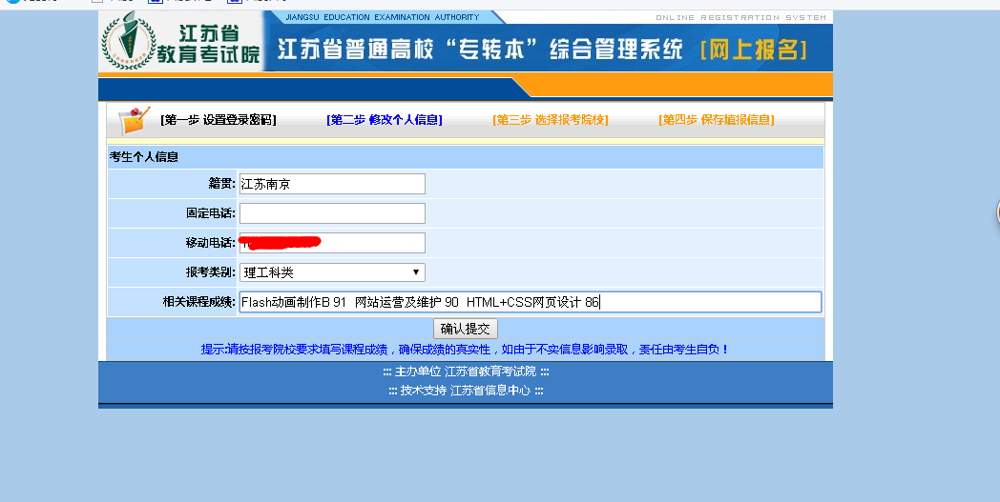 JIANGSU EDUCATION EXAMINATION AUTHORITY
ONLINE REGISTRATION SYSTEM
江苏省
教育考试院
江苏省普通高校“专转本”综合管理系统 [网上报名]
[第一步 设置登录密码] [第二步 修改个人信息] [第三步 选择报考院校] [第四步 保存填报信息]
考生个人信息
籍贯: 江苏南京
固定电话:
移动电话:
报考类别: 理工科类
相关课程成绩: Flash动画制作B 91 网站运营及维护 90 HTML+CSS网页设计 86
确认提交
提示:请按报考院校要求填写课程成绩，确保成绩的真实性，如由于不实信息影响录取，责任由考生自负！
::: 主办单位 江苏省教育考试院 :::
::: 技术支持 江苏省信息中心 :::